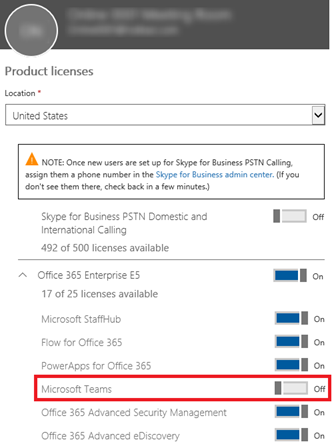 Product licenses
Location *
United States
NOTE: Once new users are set up for Skype for Business PSTN Calling,
assign them a phone number in the Skype for Business admin center. (If you
don't see them there, check back in a few minutes.)
Skype for Business PSTN Domestic and Off
International Calling
492 of 500 licenses available
Office 365 Enterprise E5 On
17 of 25 licenses available
Microsoft StaffHub On
Flow for Office 365 On
PowerApps for Office 365 On
Microsoft Teams Off
Office 365 Advanced Security Management On
Office 365 Advanced eDiscovery On